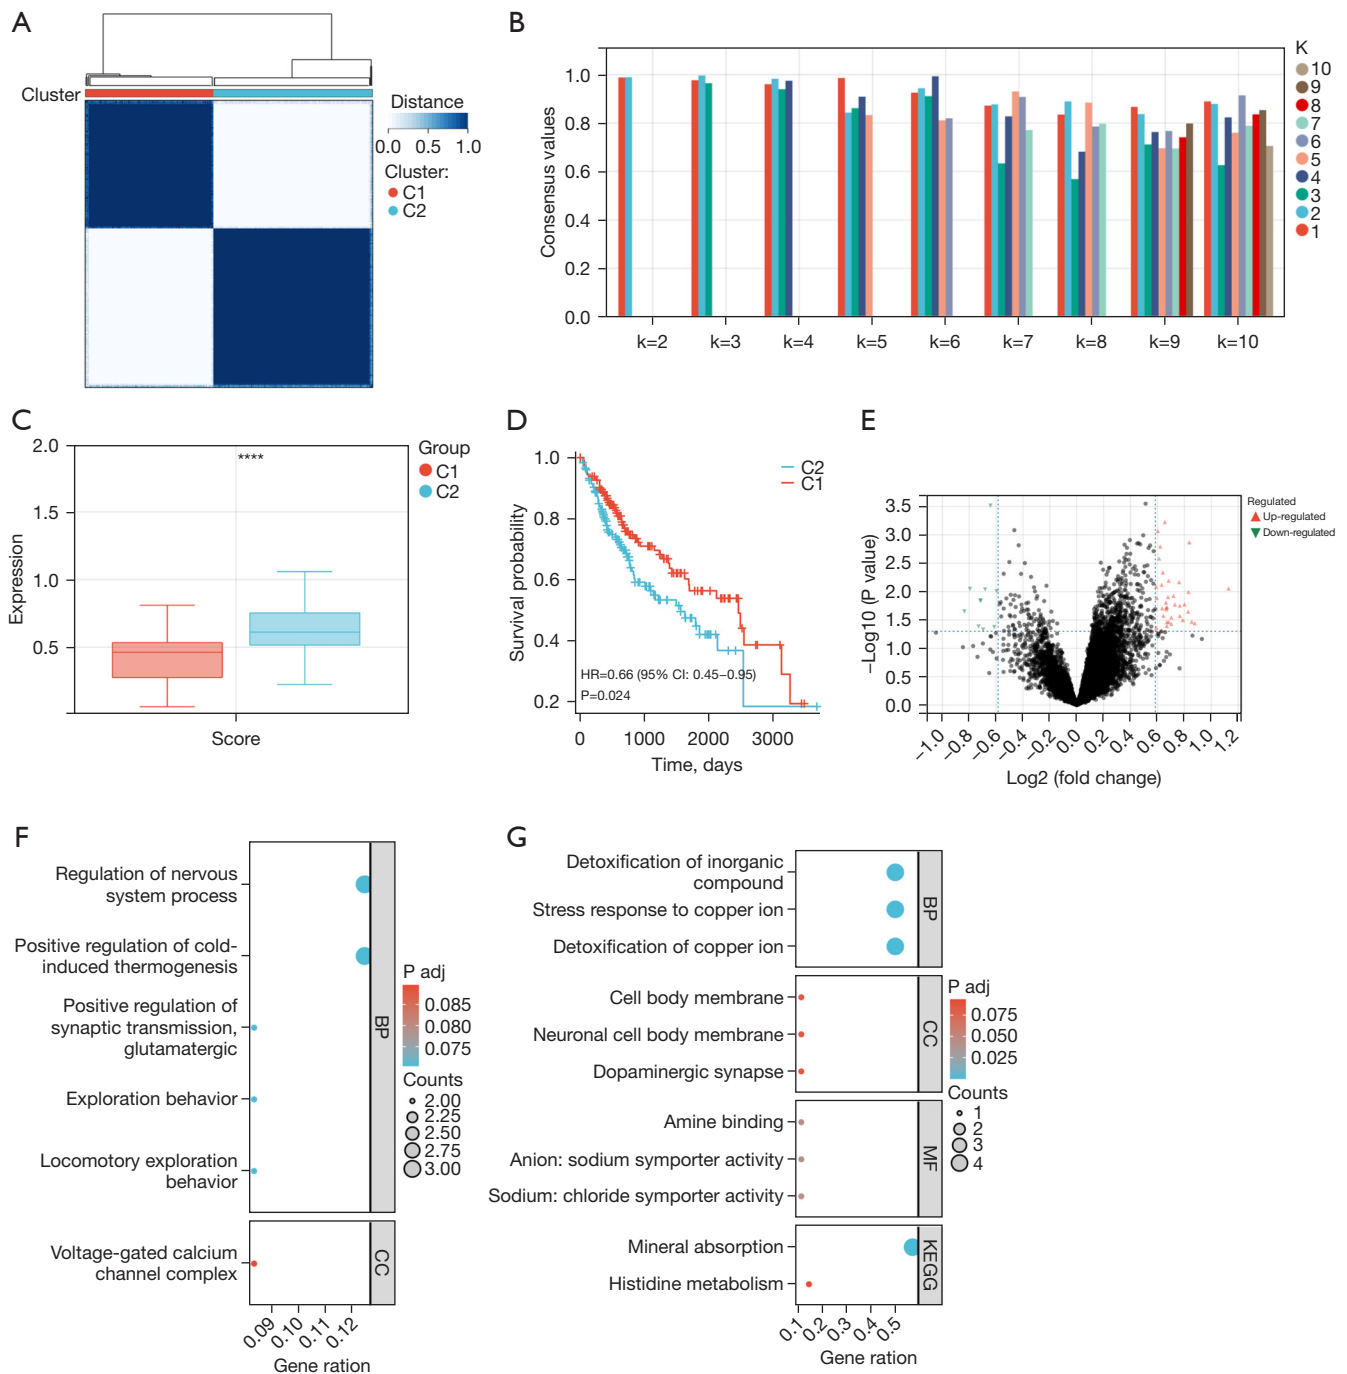 A
Cluster
Distance
0.0 0.5 1.0
Cluster:
C1
C2
B
Consensus values
1.0
0.8
0.6
0.4
0.2
0.0
k=2 k=3 k=4 k=5 k=6 k=7 k=8 k=9 k=10
K
10
9
8
7
6
5
4
3
2
1
C
Expression
2.0
1.5
1.0
0.5
****
Score
Group
C1
C2
D
Survival probability
1.0
0.8
0.6
0.4
0.2
C2
C1
HR=0.66 (95% CI: 0.45–0.95)
P=0.024
0 1000 2000 3000
Time, days
E
–Log10 (P value)
3.5
3.0
2.5
2.0
1.5
1.0
0.5
0.0
–1.0 –0.8 –0.6 –0.4 –0.2 0.0 0.2 0.4 0.6 0.8 1.0 1.2
Log2 (fold change)
Regulated
Up-regulated
Down-regulated
F
Regulation of nervous
system process
Positive regulation of cold-
induced thermogenesis
Positive regulation of
synaptic transmission,
glutamatergic
Exploration behavior
Locomotory exploration
behavior
Voltage-gated calcium
channel complex
BP
CC
0.09 0.10 0.11 0.12
Gene ration
P adj
0.085
0.080
0.075
Counts
2.00
2.25
2.50
2.75
3.00
G
Detoxification of inorganic
compound
Stress response to copper ion
Detoxification of copper ion
Cell body membrane
Neuronal cell body membrane
Dopaminergic synapse
Amine binding
Anion: sodium symporter activity
Sodium: chloride symporter activity
Mineral absorption
Histidine metabolism
BP
CC
MF
KEGG
0.1 0.2 0.3 0.4 0.5
Gene ration
P adj
0.075
0.050
0.025
Counts
1
2
3
4